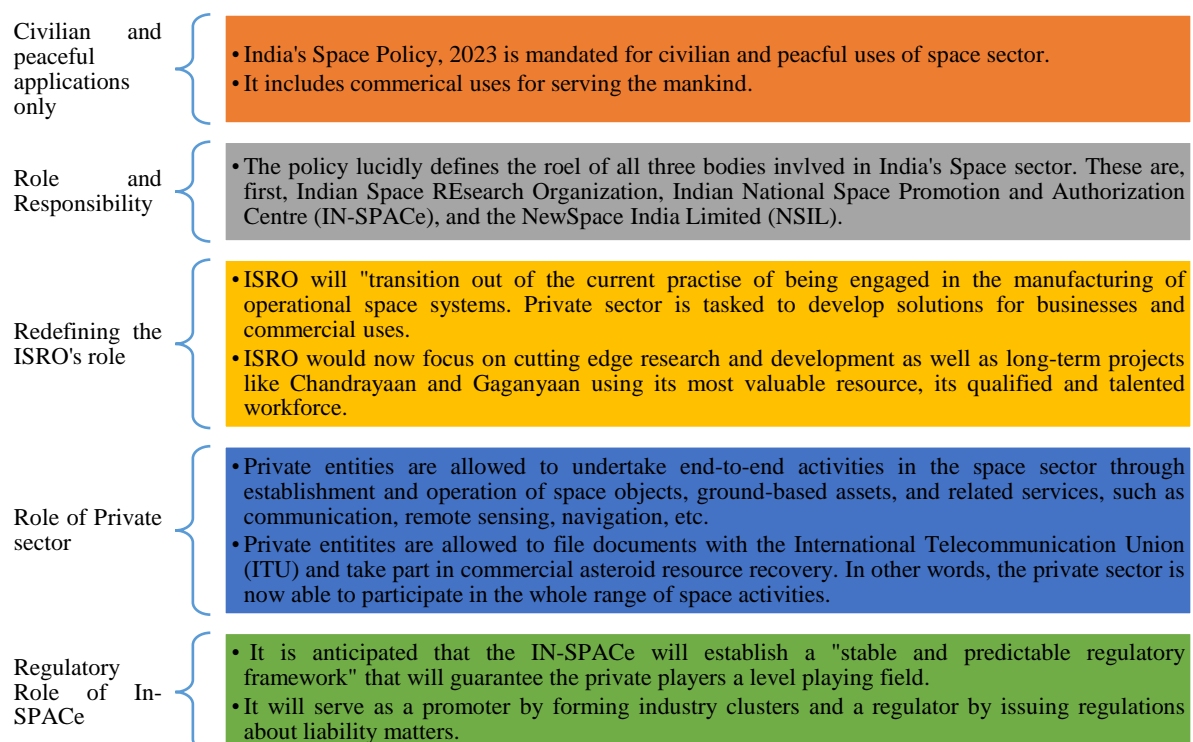 Civilian and
peaceful
applications
only
• India's Space Policy, 2023 is mandated for civilian and peacful uses of space sector.
• It includes commerical uses for serving the mankind.
Role and
Responsibility
• The policy lucidly defines the roel of all three bodies invlved in India's Space sector. These are,
first, Indian Space REsearch Organization, Indian National Space Promotion and Authorization
Centre (IN-SPACe), and the NewSpace India Limited (NSIL).
Redefining the
ISRO's role
• ISRO will "transition out of the current practise of being engaged in the manufacturing of
operational space systems. Private sector is tasked to develop solutions for businesses and
commercial uses.
• ISRO would now focus on cutting edge research and development as well as long-term projects
like Chandrayaan and Gaganyaan using its most valuable resource, its qualified and talented
workforce.
Role of Private
sector
• Private entities are allowed to undertake end-to-end activities in the space sector through
establishment and operation of space objects, ground-based assets, and related services, such as
communication, remote sensing, navigation, etc.
• Private entitites are allowed to file documents with the International Telecommunication Union
(ITU) and take part in commercial asteroid resource recovery. In other words, the private sector is
now able to participate in the whole range of space activities.
Regulatory
Role of In-
SPACe
• It is anticipated that the IN-SPACe will establish a "stable and predictable regulatory
framework" that will guarantee the private players a level playing field.
• It will serve as a promoter by forming industry clusters and a regulator by issuing regulations
about liability matters.